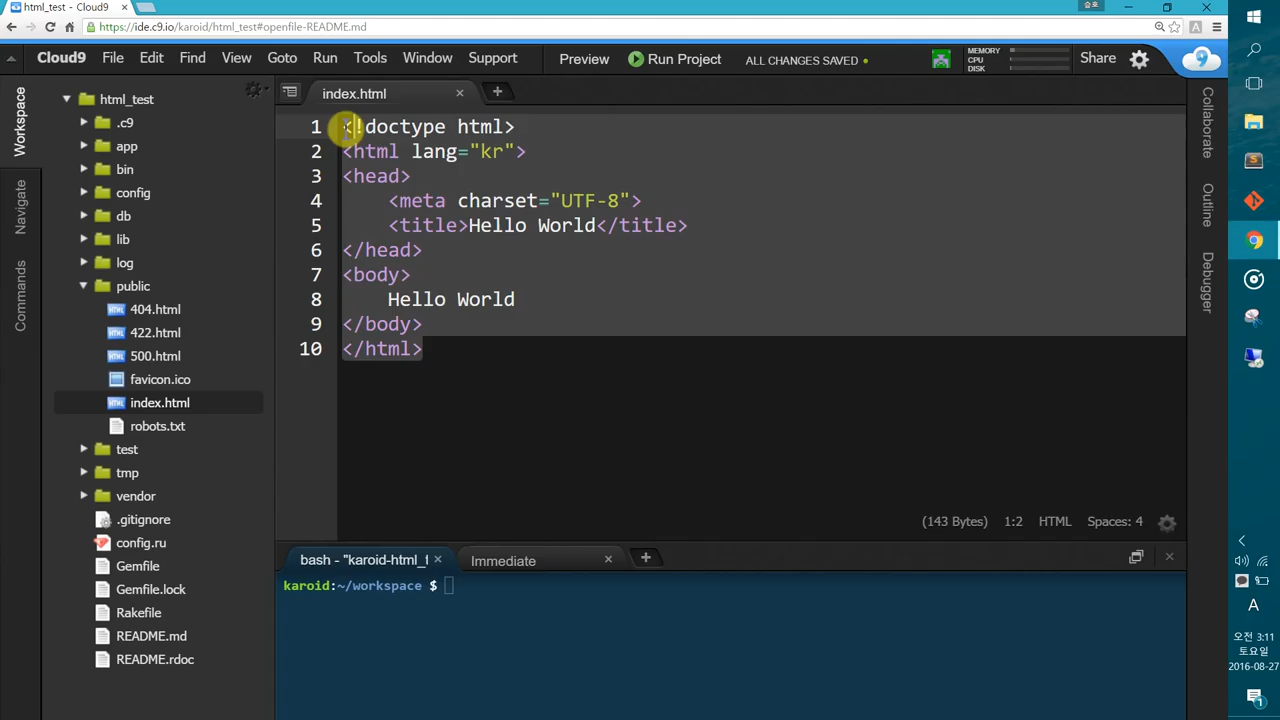 html_test - Cloud9
https://ide.c9.io/karoid/html_test#openfile-README.md
Cloud9 File Edit Find View Goto Run Tools Window Support Preview Run Project ALL CHANGES SAVED
MEMORY
CPU
DISK
Share
9
Workspace
Navigate
Commands
html_test
.c9
app
bin
config
db
lib
log
public
404.html
422.html
500.html
favicon.ico
index.html
robots.txt
test
tmp
vendor
.gitignore
config.ru
Gemfile
Gemfile.lock
Rakefile
README.md
README.rdoc
index.html
1 <!doctype html>
2 <html lang="kr">
3 <head>
4 <meta charset="UTF-8">
5 <title>Hello World</title>
6 </head>
7 <body>
8 Hello World
9 </body>
10 </html>
(143 Bytes) 1:2 HTML Spaces: 4
bash - "karoid-html_t
Immediate
karoid:~/workspace $
Collaborate
Outline
Debugger
A
오전 3:11
토요일
2016-08-27
1